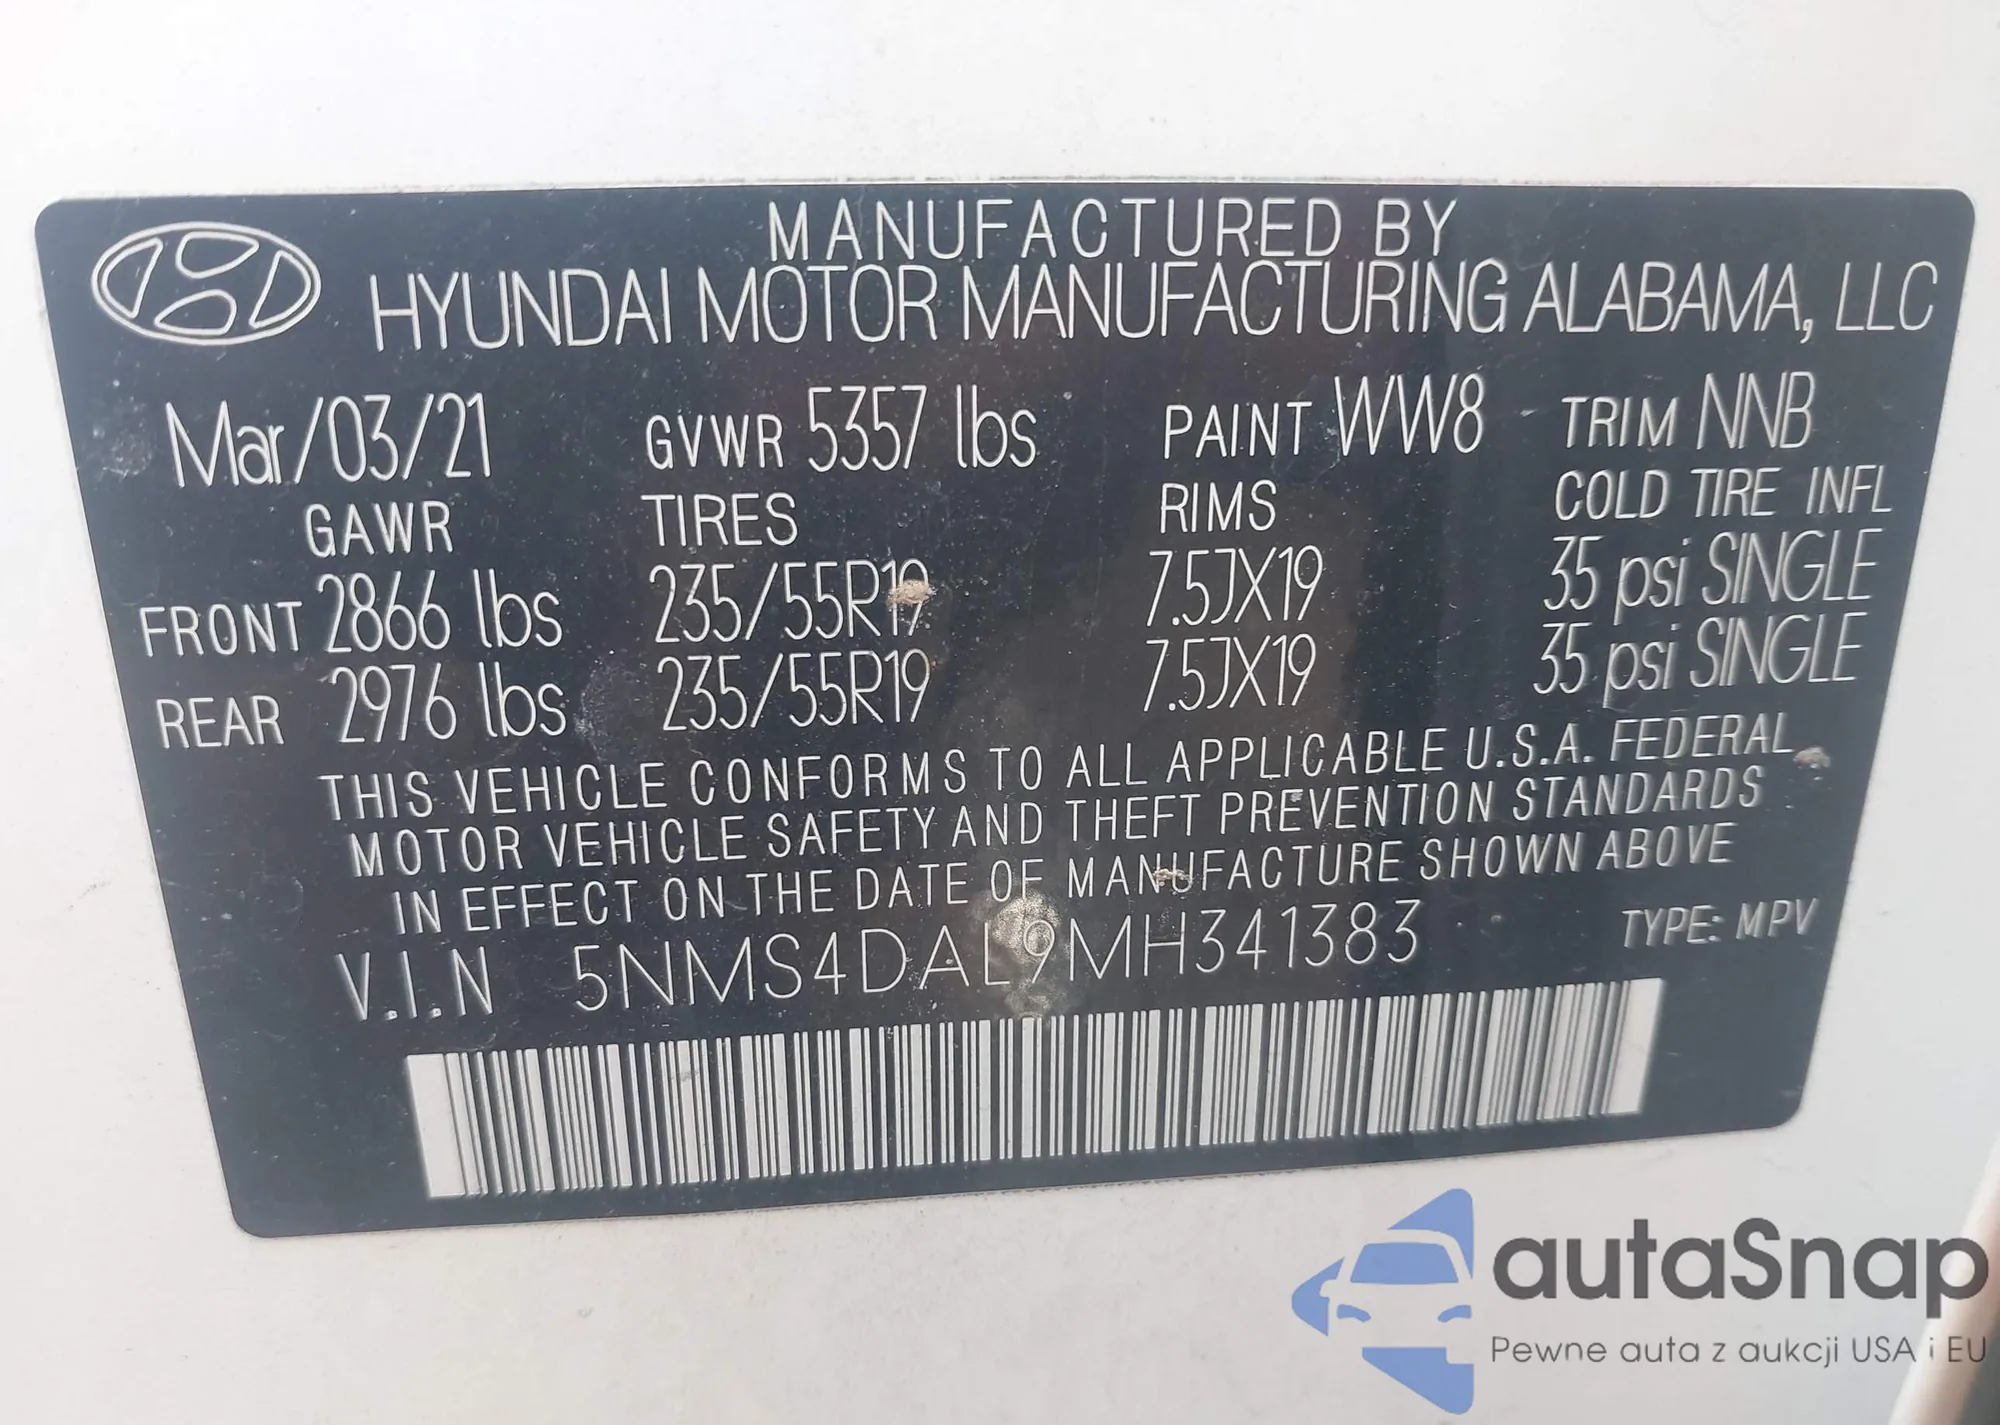 MANUFACTURED BY
HYUNDAI MOTOR MANUFACTURING ALABAMA, LLC
Mar/03/21 GVWR 5357 lbs PAINT WW8 TRIM NNB
GAWR TIRES RIMS COLD TIRE INFL
FRONT 2866 lbs 235/55R19 7.5JX19 35 psi SINGLE
REAR 2976 lbs 235/55R19 7.5JX19 35 psi SINGLE
THIS VEHICLE CONFORMS TO ALL APPLICABLE U.S.A. FEDERAL
MOTOR VEHICLE SAFETY AND THEFT PREVENTION STANDARDS
IN EFFECT ON THE DATE OF MANUFACTURE SHOWN ABOVE
V.I.N 5NMS4DAL9MH341383 TYPE: MPV
autaSnap
Pewne auta z aukcji USA i EU